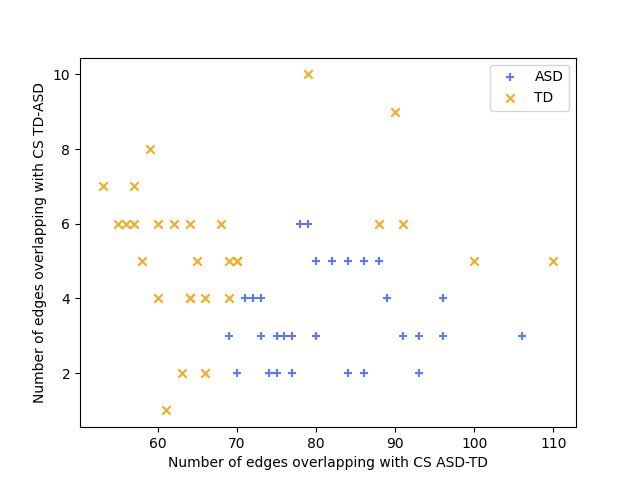 ASD
TD
Number of edges overlapping with CS TD-ASD
10
8
6
4
2
60 70 80 90 100 110
Number of edges overlapping with CS ASD-TD